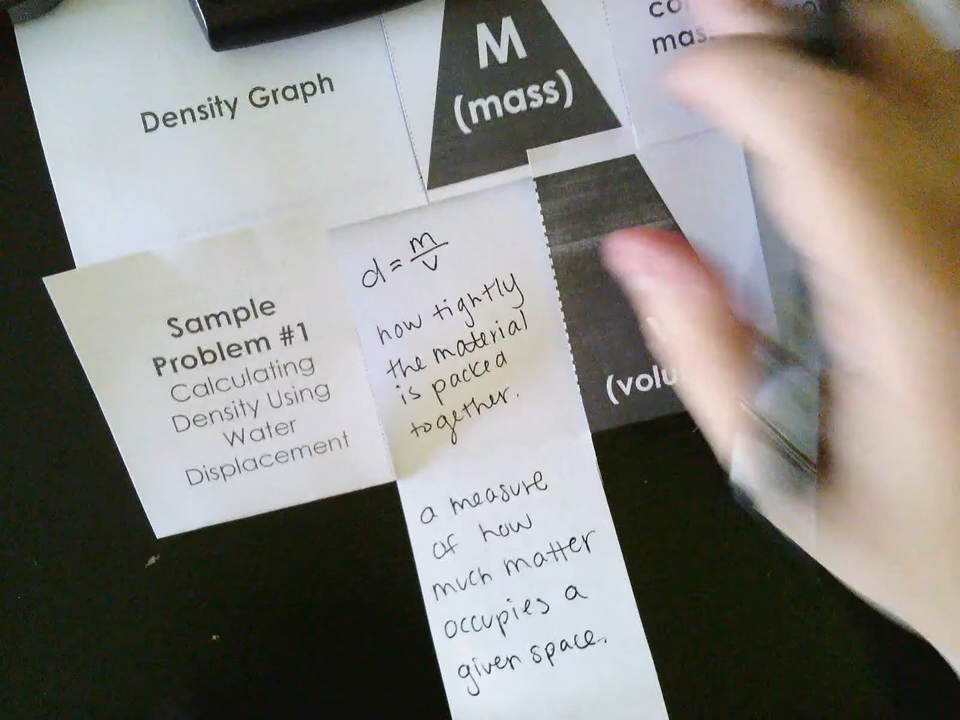 Density Graph
M
(mass)
Sample
Problem #1
Calculating
Density Using
Water
Displacement
d = m/v
how tightly
the material
is packed
together.
a measure
of how
much matter
occupies a
given space.